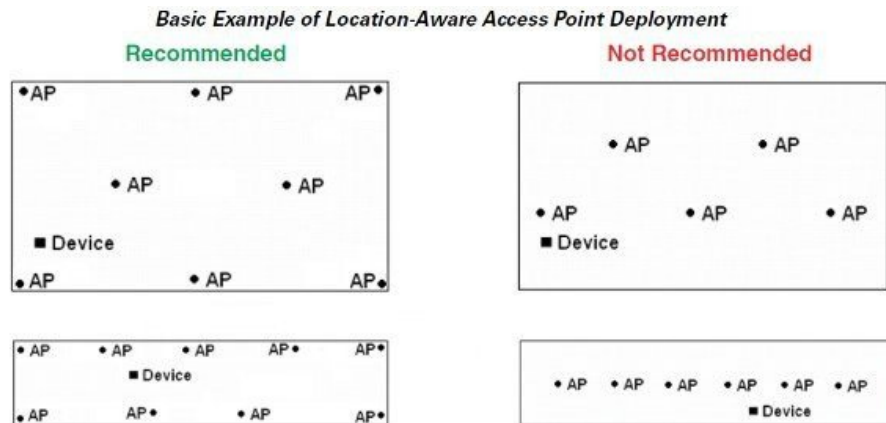 Basic Example of Location-Aware Access Point Deployment
Recommended
Not Recommended
AP AP AP
AP AP
Device
AP AP AP
AP AP
AP AP AP
Device
AP AP AP AP AP
Device
AP AP AP AP
AP AP AP AP AP AP
Device